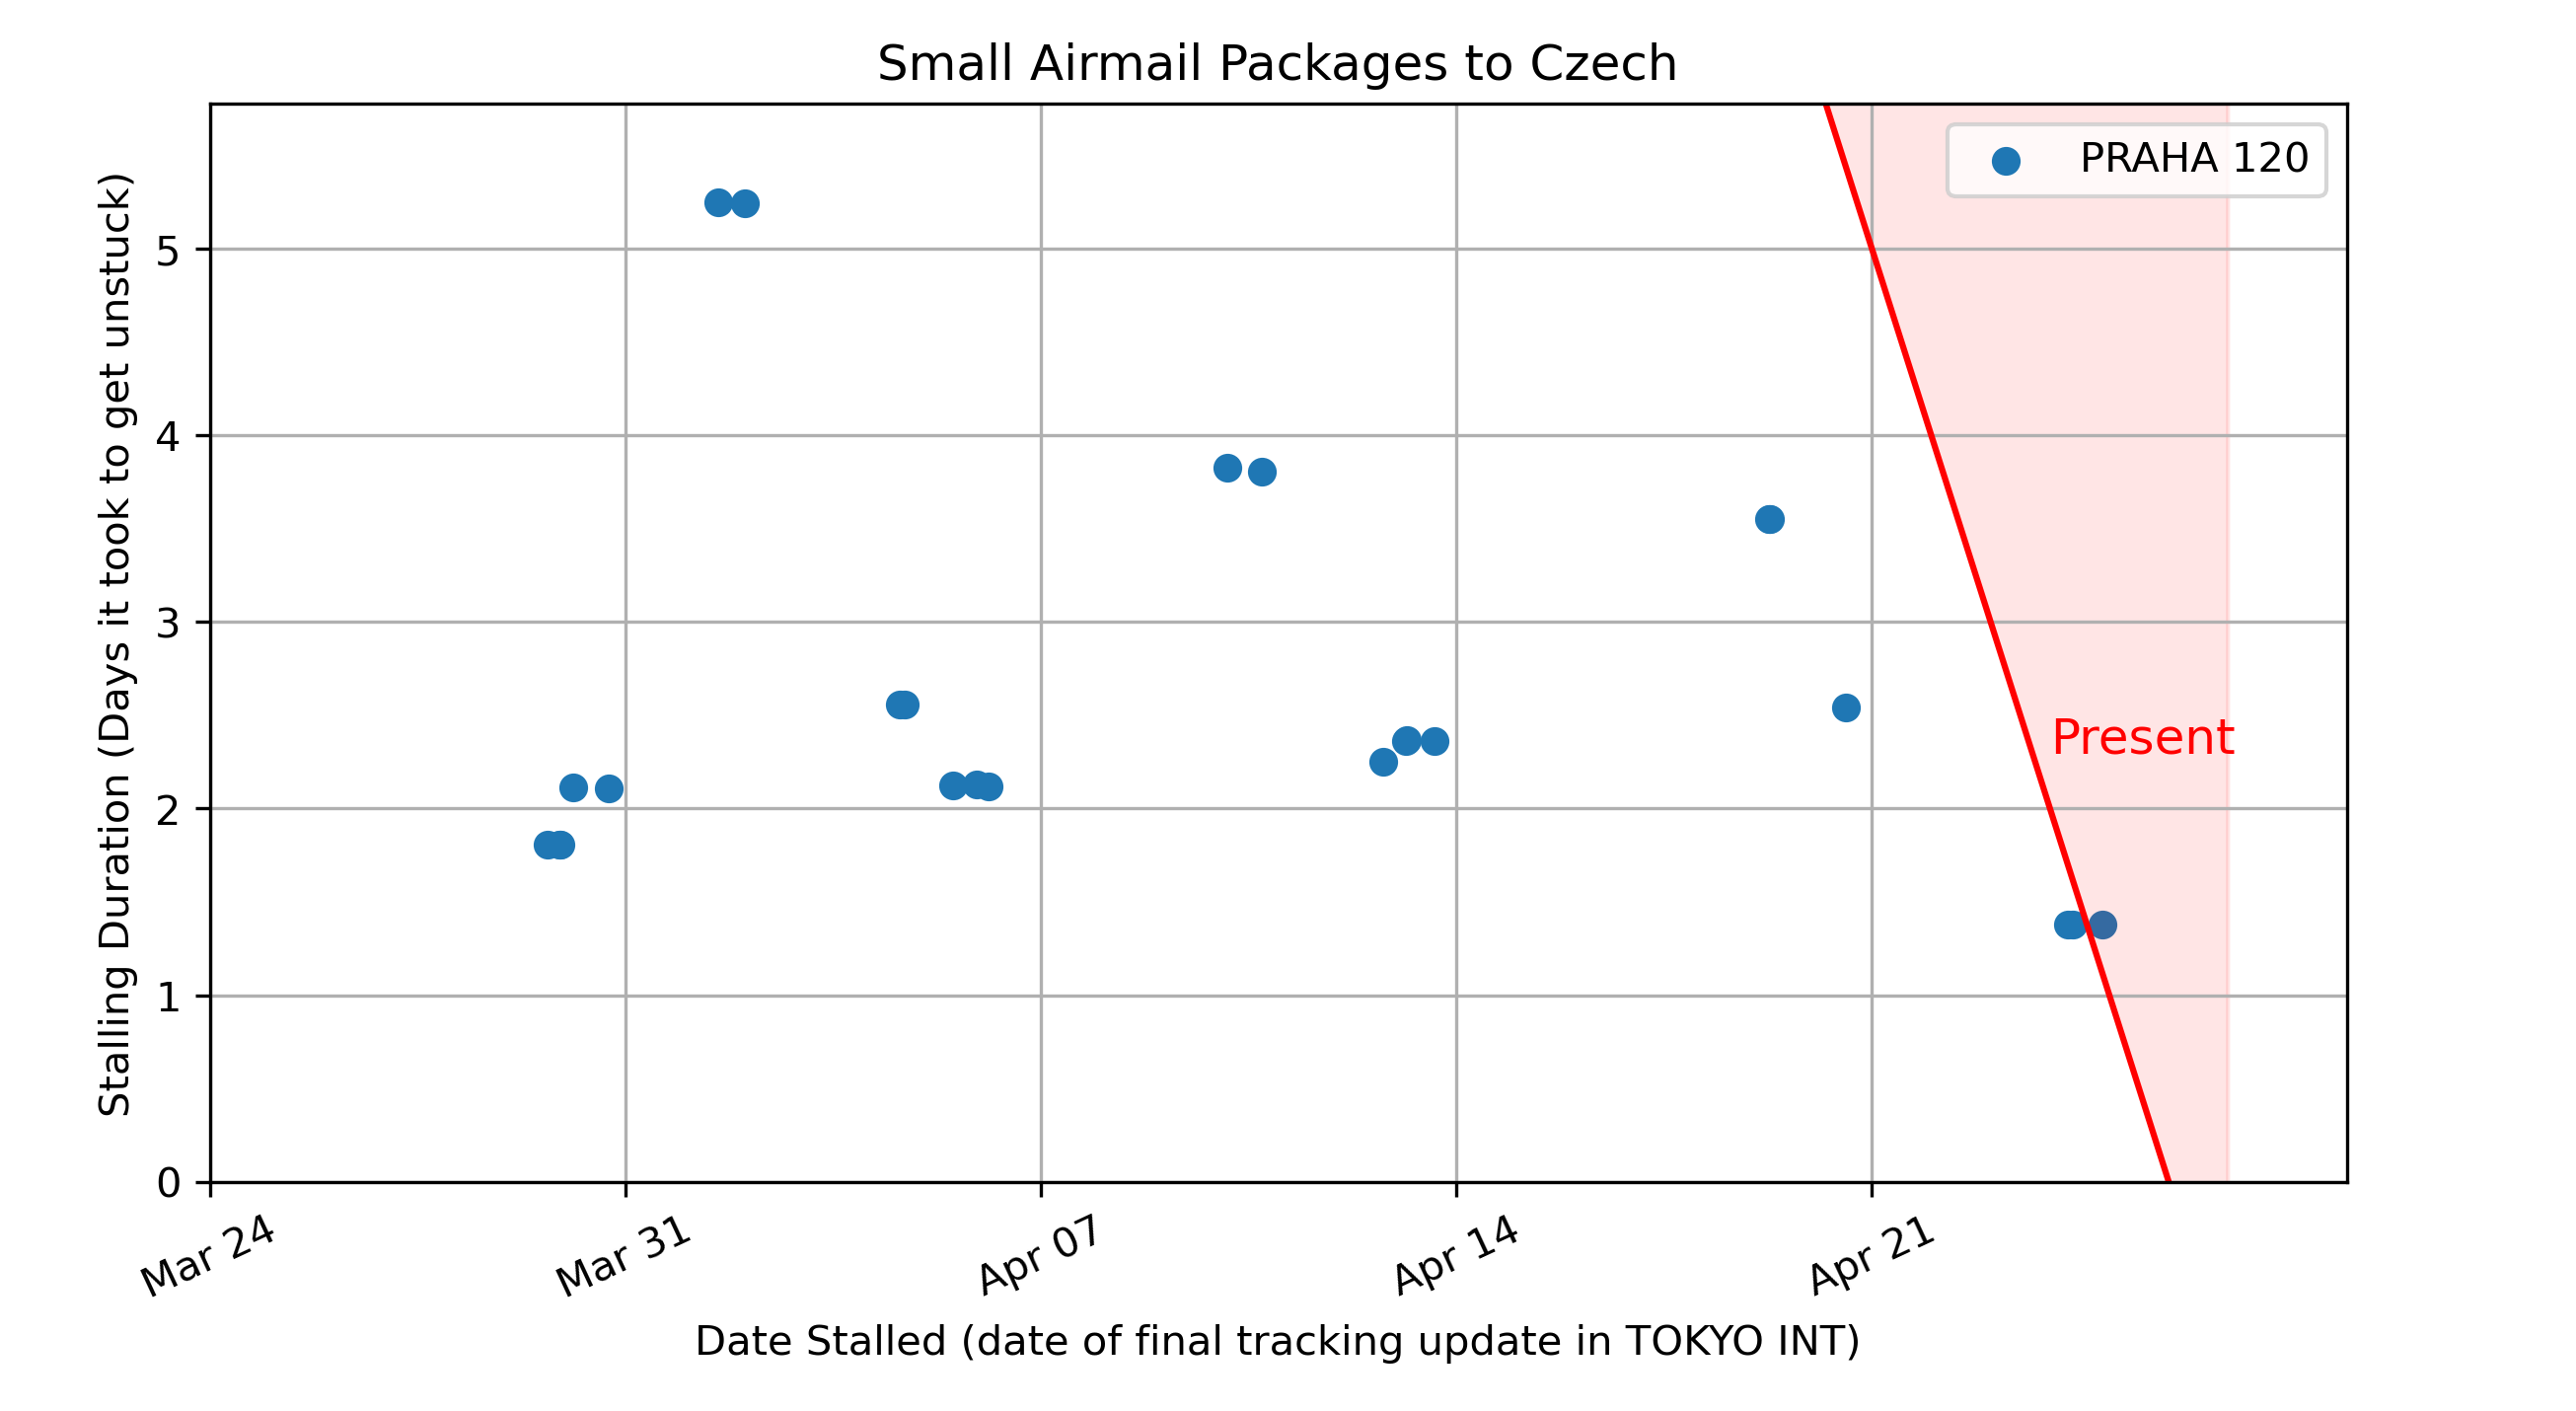 Small Airmail Packages to Czech
PRAHA 120
Stalling Duration (Days it took to get unstuck)
5
4
3
2
1
0
Present
Mar 24
Mar 31
Apr 07
Apr 14
Apr 21
Date Stalled (date of final tracking update in TOKYO INT)